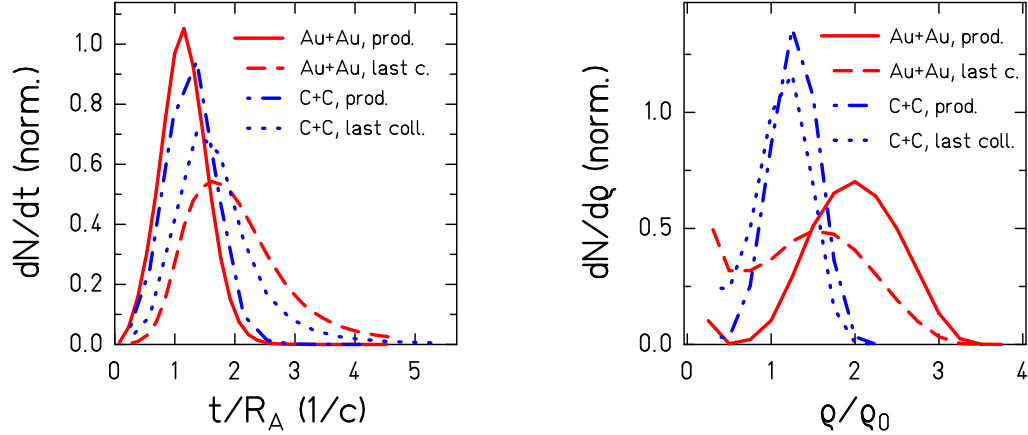 dN/dt (norm.)
1.0
0.8
0.6
0.4
0.2
0.0
0 1 2 3 4 5
t/R_A (1/c)
Au+Au, prod.
Au+Au, last c.
C+C, prod.
C+C, last coll.
dN/dϱ (norm.)
1.0
0.5
0.0
0 1 2 3 4
ϱ/ϱ₀
Au+Au, prod.
Au+Au, last c.
C+C, prod.
C+C, last coll.